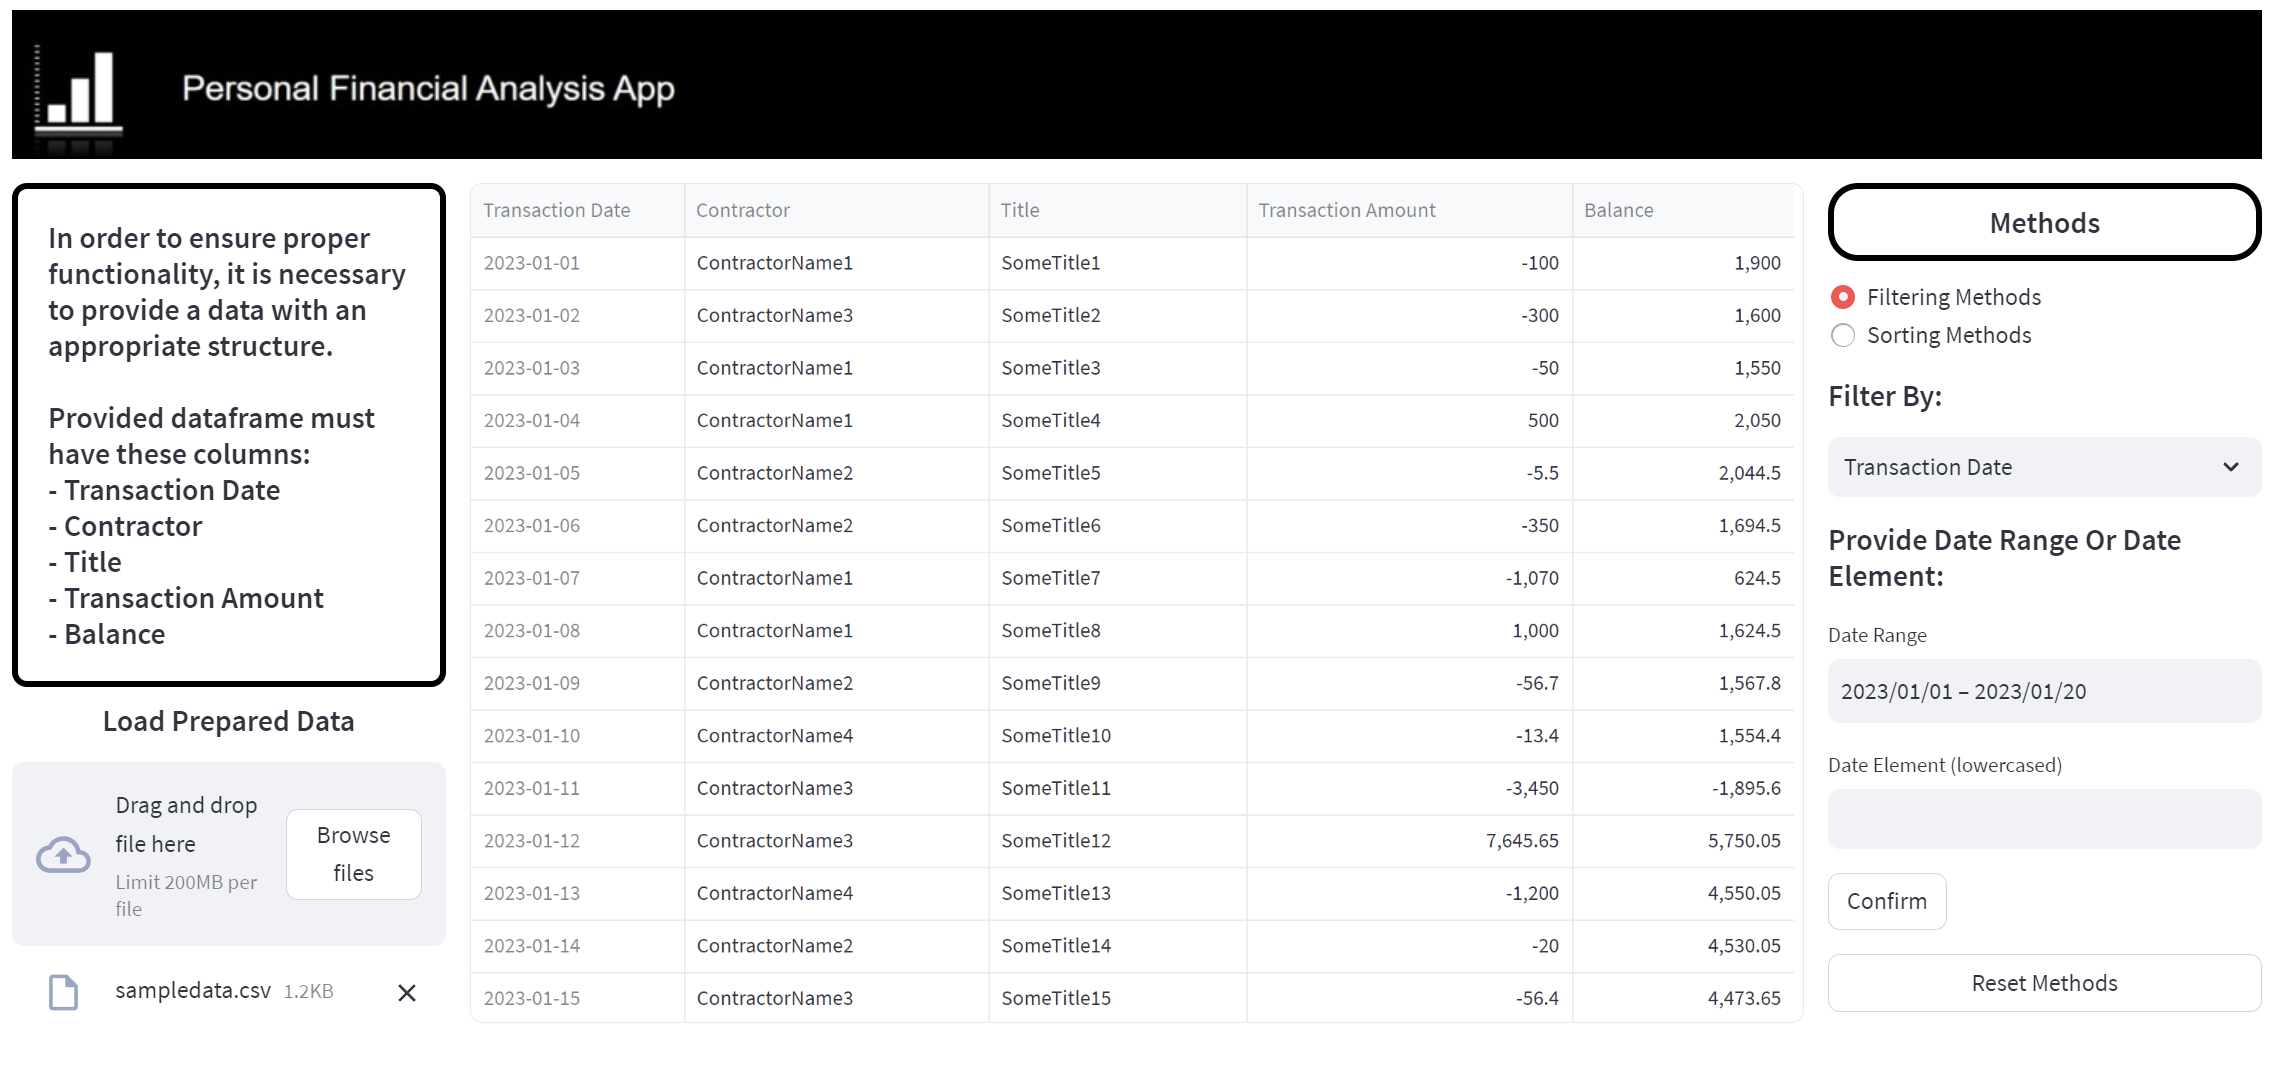 Personal Financial Analysis App
In order to ensure proper
functionality, it is necessary
to provide a data with an
appropriate structure.
Provided dataframe must
have these columns:
- Transaction Date
- Contractor
- Title
- Transaction Amount
- Balance
Load Prepared Data
Drag and drop
file here
Limit 200MB per
file
Browse
files
sampledata.csv 1.2KB
Transaction Date Contractor Title Transaction Amount Balance
2023-01-01 ContractorName1 SomeTitle1 -100 1,900
2023-01-02 ContractorName3 SomeTitle2 -300 1,600
2023-01-03 ContractorName1 SomeTitle3 -50 1,550
2023-01-04 ContractorName1 SomeTitle4 500 2,050
2023-01-05 ContractorName2 SomeTitle5 -5.5 2,044.5
2023-01-06 ContractorName2 SomeTitle6 -350 1,694.5
2023-01-07 ContractorName1 SomeTitle7 -1,070 624.5
2023-01-08 ContractorName1 SomeTitle8 1,000 1,624.5
2023-01-09 ContractorName2 SomeTitle9 -56.7 1,567.8
2023-01-10 ContractorName4 SomeTitle10 -13.4 1,554.4
2023-01-11 ContractorName3 SomeTitle11 -3,450 -1,895.6
2023-01-12 ContractorName3 SomeTitle12 7,645.65 5,750.05
2023-01-13 ContractorName4 SomeTitle13 -1,200 4,550.05
2023-01-14 ContractorName2 SomeTitle14 -20 4,530.05
2023-01-15 ContractorName3 SomeTitle15 -56.4 4,473.65
Methods
Filtering Methods
Sorting Methods
Filter By:
Transaction Date
Provide Date Range Or Date
Element:
Date Range
2023/01/01 – 2023/01/20
Date Element (lowercased)
Confirm
Reset Methods